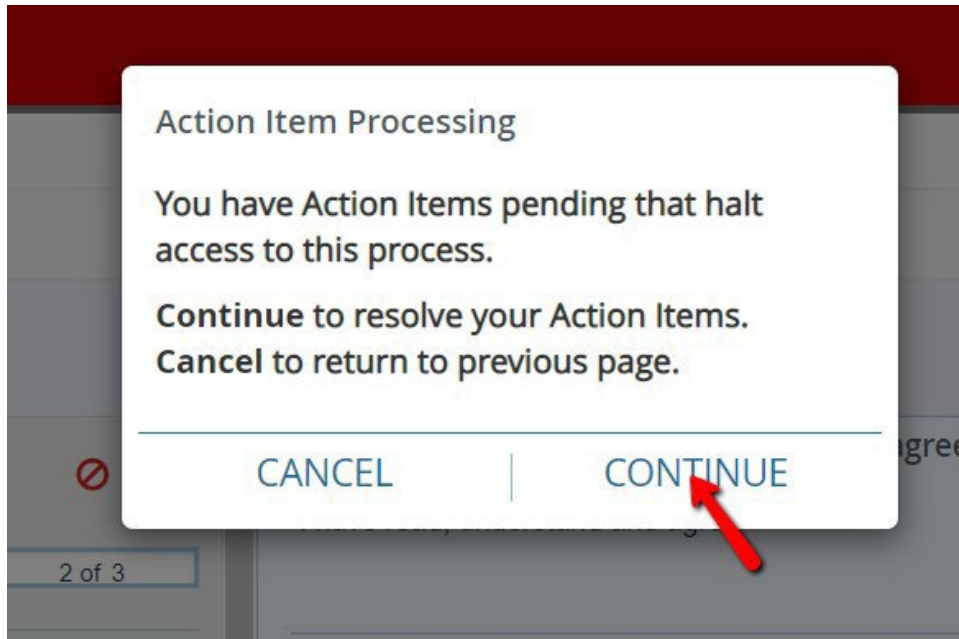 Action Item Processing
You have Action Items pending that halt
access to this process.
Continue to resolve your Action Items.
Cancel to return to previous page.
CANCEL
CONTINUE
agree
2 of 3